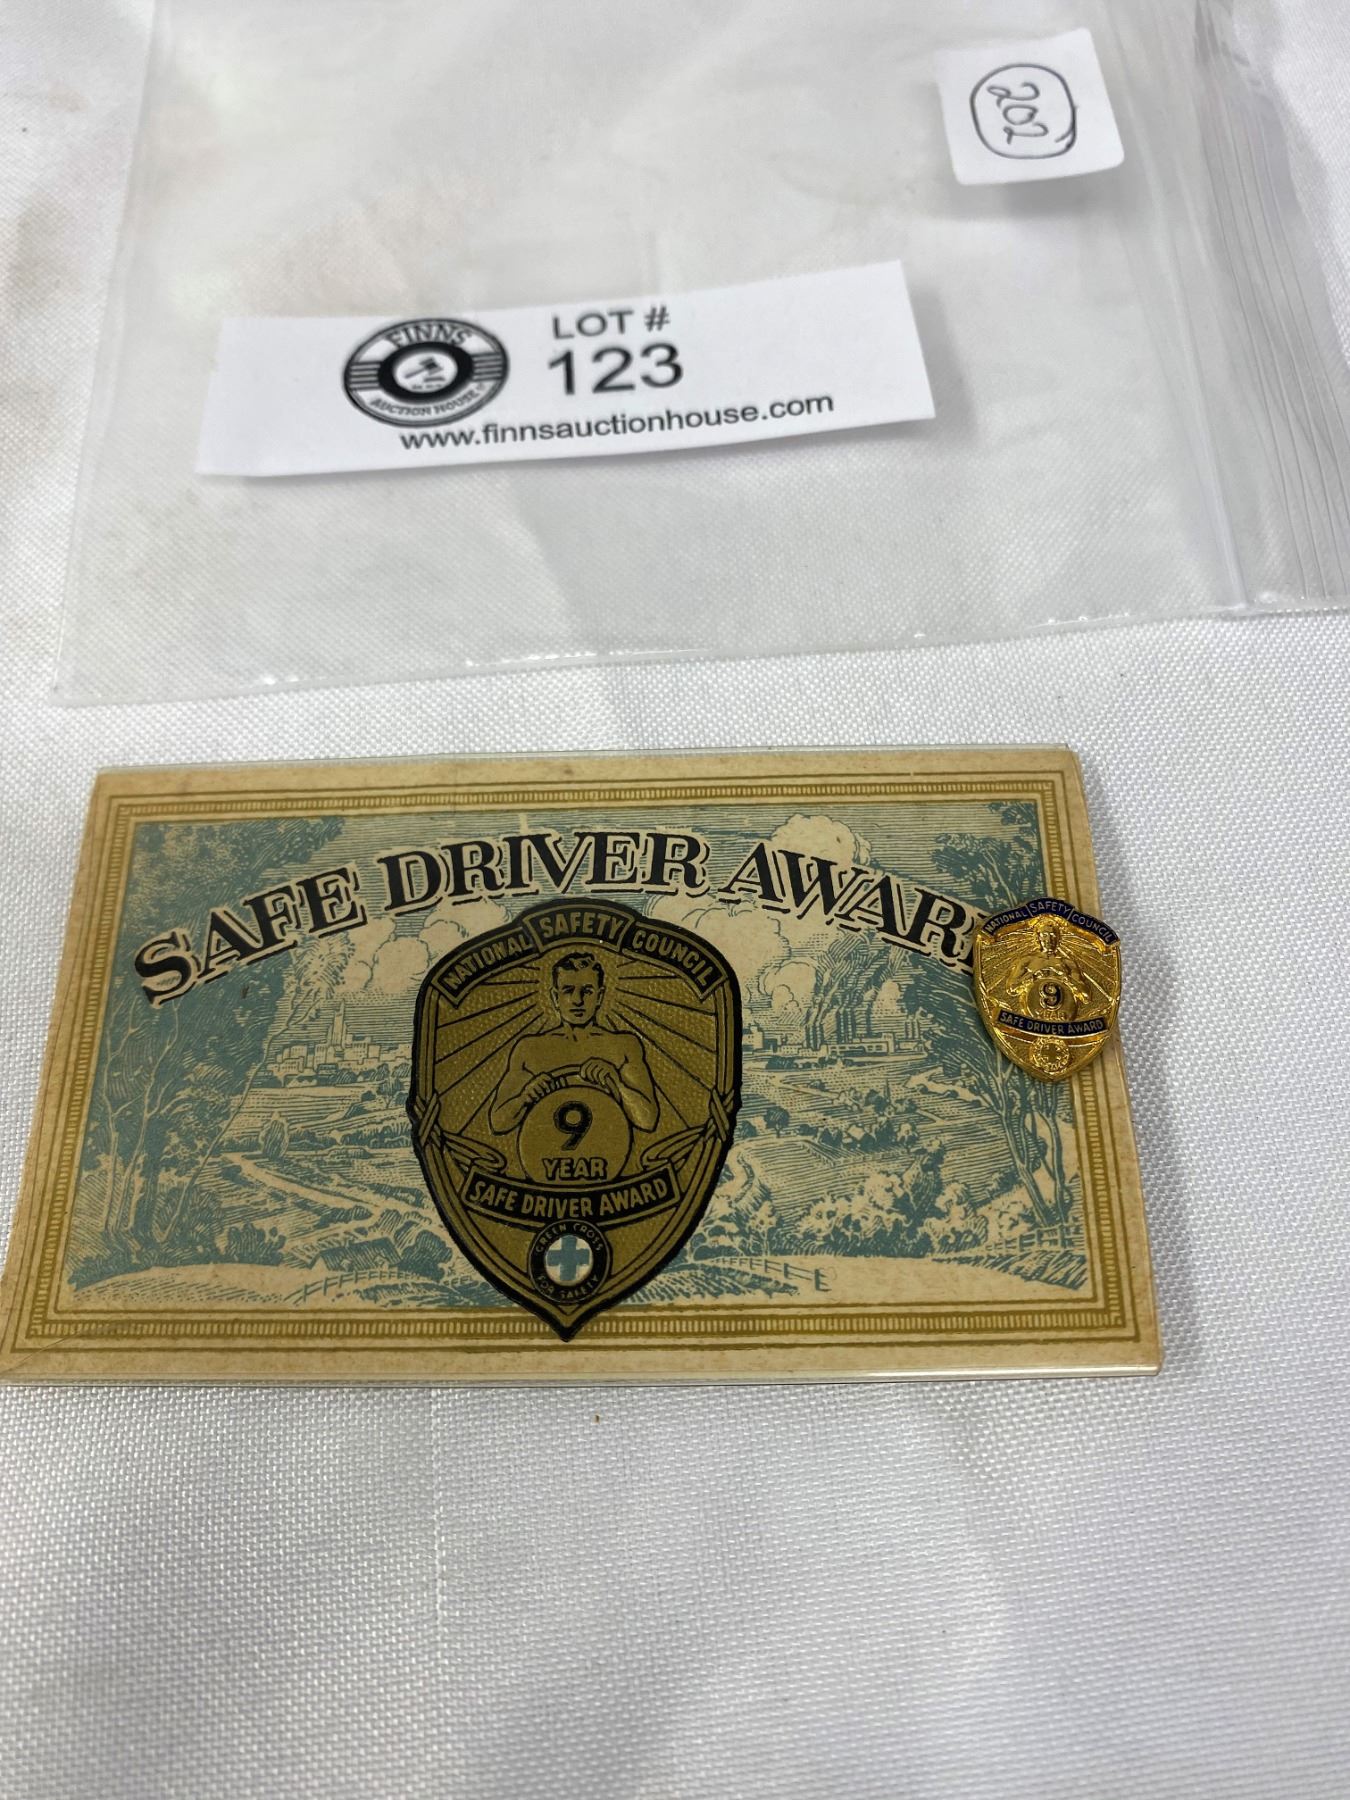 202
FINNS
AUCTION HOUSE
LOT #
123
www.finnsauctionhouse.com
SAFE DRIVER AWAR
NATIONAL SAFETY COUNCIL
9
YEAR
SAFE DRIVER AWARD
GREEN CROSS
FOR SAFETY
NATIONAL SAFETY COUNCIL
9
YEAR
SAFE DRIVER AWARD